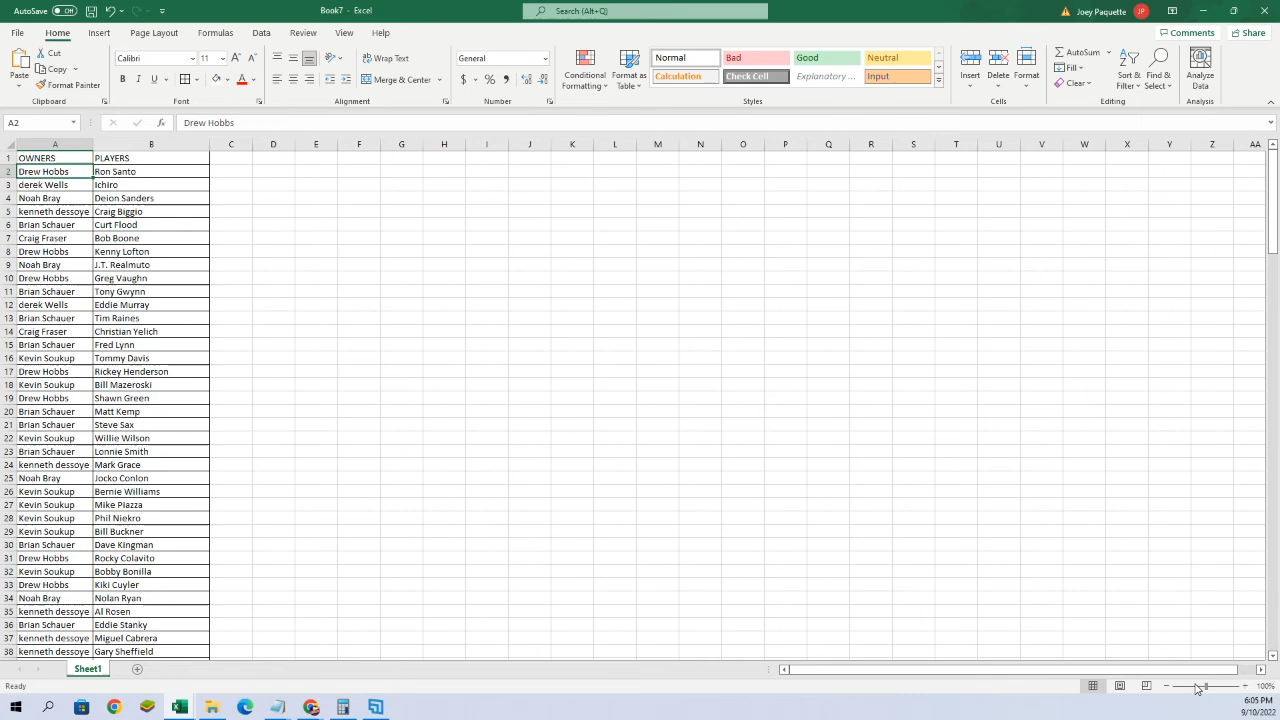 AutoSave Off Book7 - Excel Search (Alt+Q) Joey Paquette JP
File Home Insert Page Layout Formulas Data Review View Help Comments Share
Paste Cut Copy Format Painter Clipboard
Calibri 11 B I U Font
Wrap Text Merge & Center Alignment
General $ % , Number
Conditional Formatting Format as Table
Normal Bad Good Neutral
Calculation Check Cell Explanatory ... Input
Styles
Insert Delete Format Cells
AutoSum Fill Clear Sort & Filter Find & Select Editing
Analyze Data Analysis
A2 fx Drew Hobbs
A B C D E F G H I J K L M N O P Q R S T U V W X Y Z AA
1 OWNERS PLAYERS
2 Drew Hobbs Ron Santo
3 derek Wells Ichiro
4 Noah Bray Deion Sanders
5 kenneth dessoye Craig Biggio
6 Brian Schauer Curt Flood
7 Craig Fraser Bob Boone
8 Drew Hobbs Kenny Lofton
9 Noah Bray J.T. Realmuto
10 Drew Hobbs Greg Vaughn
11 Brian Schauer Tony Gwynn
12 derek Wells Eddie Murray
13 Brian Schauer Tim Raines
14 Craig Fraser Christian Yelich
15 Brian Schauer Fred Lynn
16 Kevin Soukup Tommy Davis
17 Drew Hobbs Rickey Henderson
18 Kevin Soukup Bill Mazeroski
19 Drew Hobbs Shawn Green
20 Brian Schauer Matt Kemp
21 Brian Schauer Steve Sax
22 Kevin Soukup Willie Wilson
23 Brian Schauer Lonnie Smith
24 kenneth dessoye Mark Grace
25 Noah Bray Jocko Conlon
26 Kevin Soukup Bernie Williams
27 Kevin Soukup Mike Piazza
28 Kevin Soukup Phil Niekro
29 Kevin Soukup Bill Buckner
30 Brian Schauer Dave Kingman
31 Drew Hobbs Rocky Colavito
32 Kevin Soukup Bobby Bonilla
33 Drew Hobbs Kiki Cuyler
34 Noah Bray Nolan Ryan
35 kenneth dessoye Al Rosen
36 Brian Schauer Eddie Stanky
37 kenneth dessoye Miguel Cabrera
38 kenneth dessoye Gary Sheffield
Sheet1
Ready 100%
6:05 PM
9/10/2022